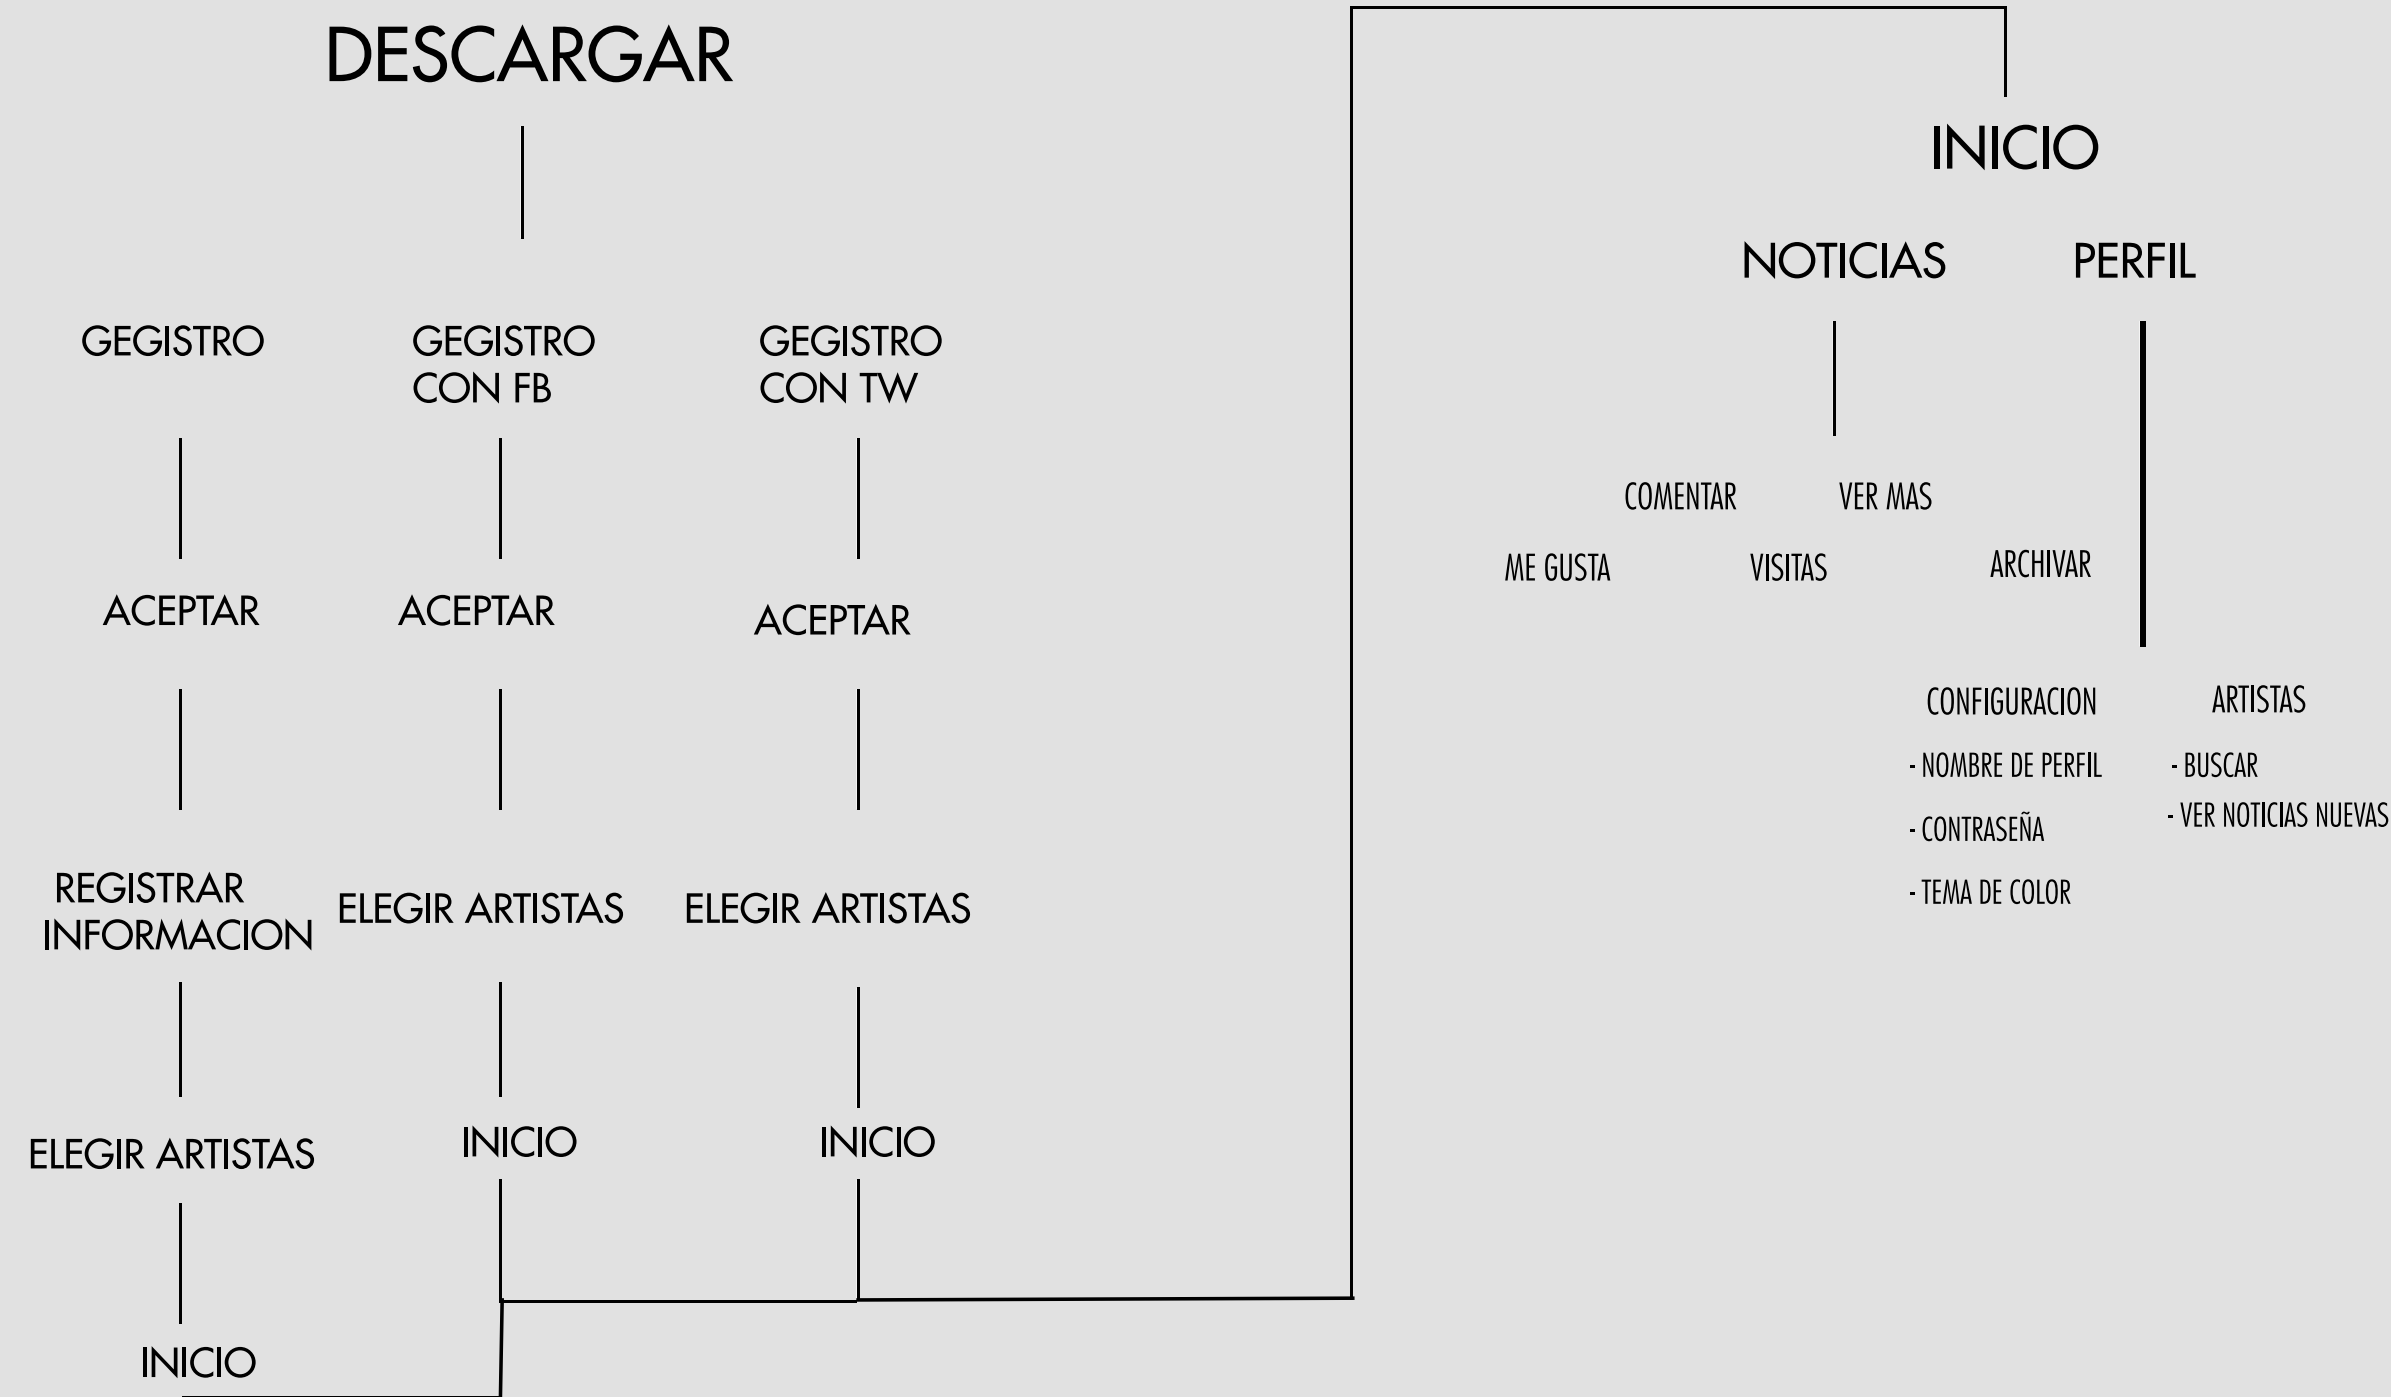 DESCARGAR
GEGISTRO
GEGISTRO
CON FB
GEGISTRO
CON TW
ACEPTAR
ACEPTAR
ACEPTAR
REGISTRAR
INFORMACION
ELEGIR ARTISTAS
ELEGIR ARTISTAS
ELEGIR ARTISTAS
INICIO
INICIO
INICIO
INICIO
NOTICIAS
PERFIL
COMENTAR
VER MAS
ME GUSTA
VISITAS
ARCHIVAR
CONFIGURACION
- NOMBRE DE PERFIL
- CONTRASEÑA
- TEMA DE COLOR
ARTISTAS
- BUSCAR
- VER NOTICIAS NUEVAS